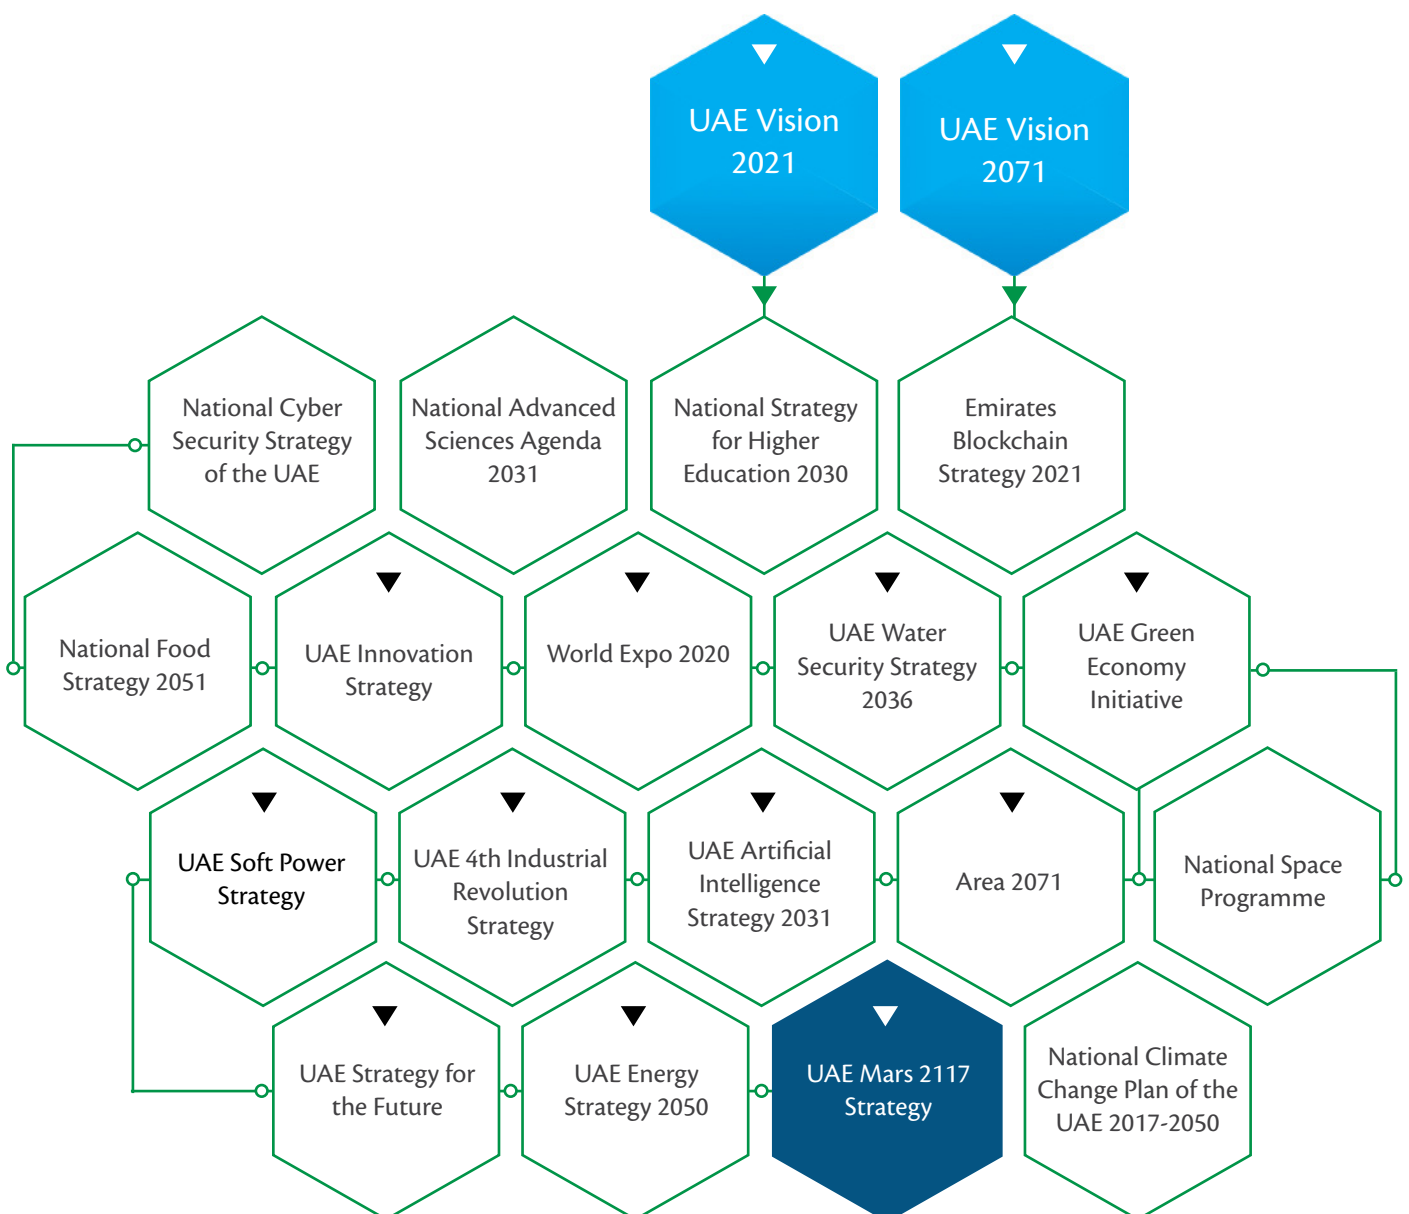 UAE Vision
2021
UAE Vision
2071
National Cyber
Security Strategy
of the UAE
National Advanced
Sciences Agenda
2031
National Strategy
for Higher
Education 2030
Emirates
Blockchain
Strategy 2021
National Food
Strategy 2051
UAE Innovation
Strategy
World Expo 2020
UAE Water
Security Strategy
2036
UAE Green
Economy
Initiative
UAE Soft Power
Strategy
UAE 4th Industrial
Revolution
Strategy
UAE Artificial
Intelligence
Strategy 2031
Area 2071
National Space
Programme
UAE Strategy for
the Future
UAE Energy
Strategy 2050
UAE Mars 2117
Strategy
National Climate
Change Plan of the
UAE 2017-2050